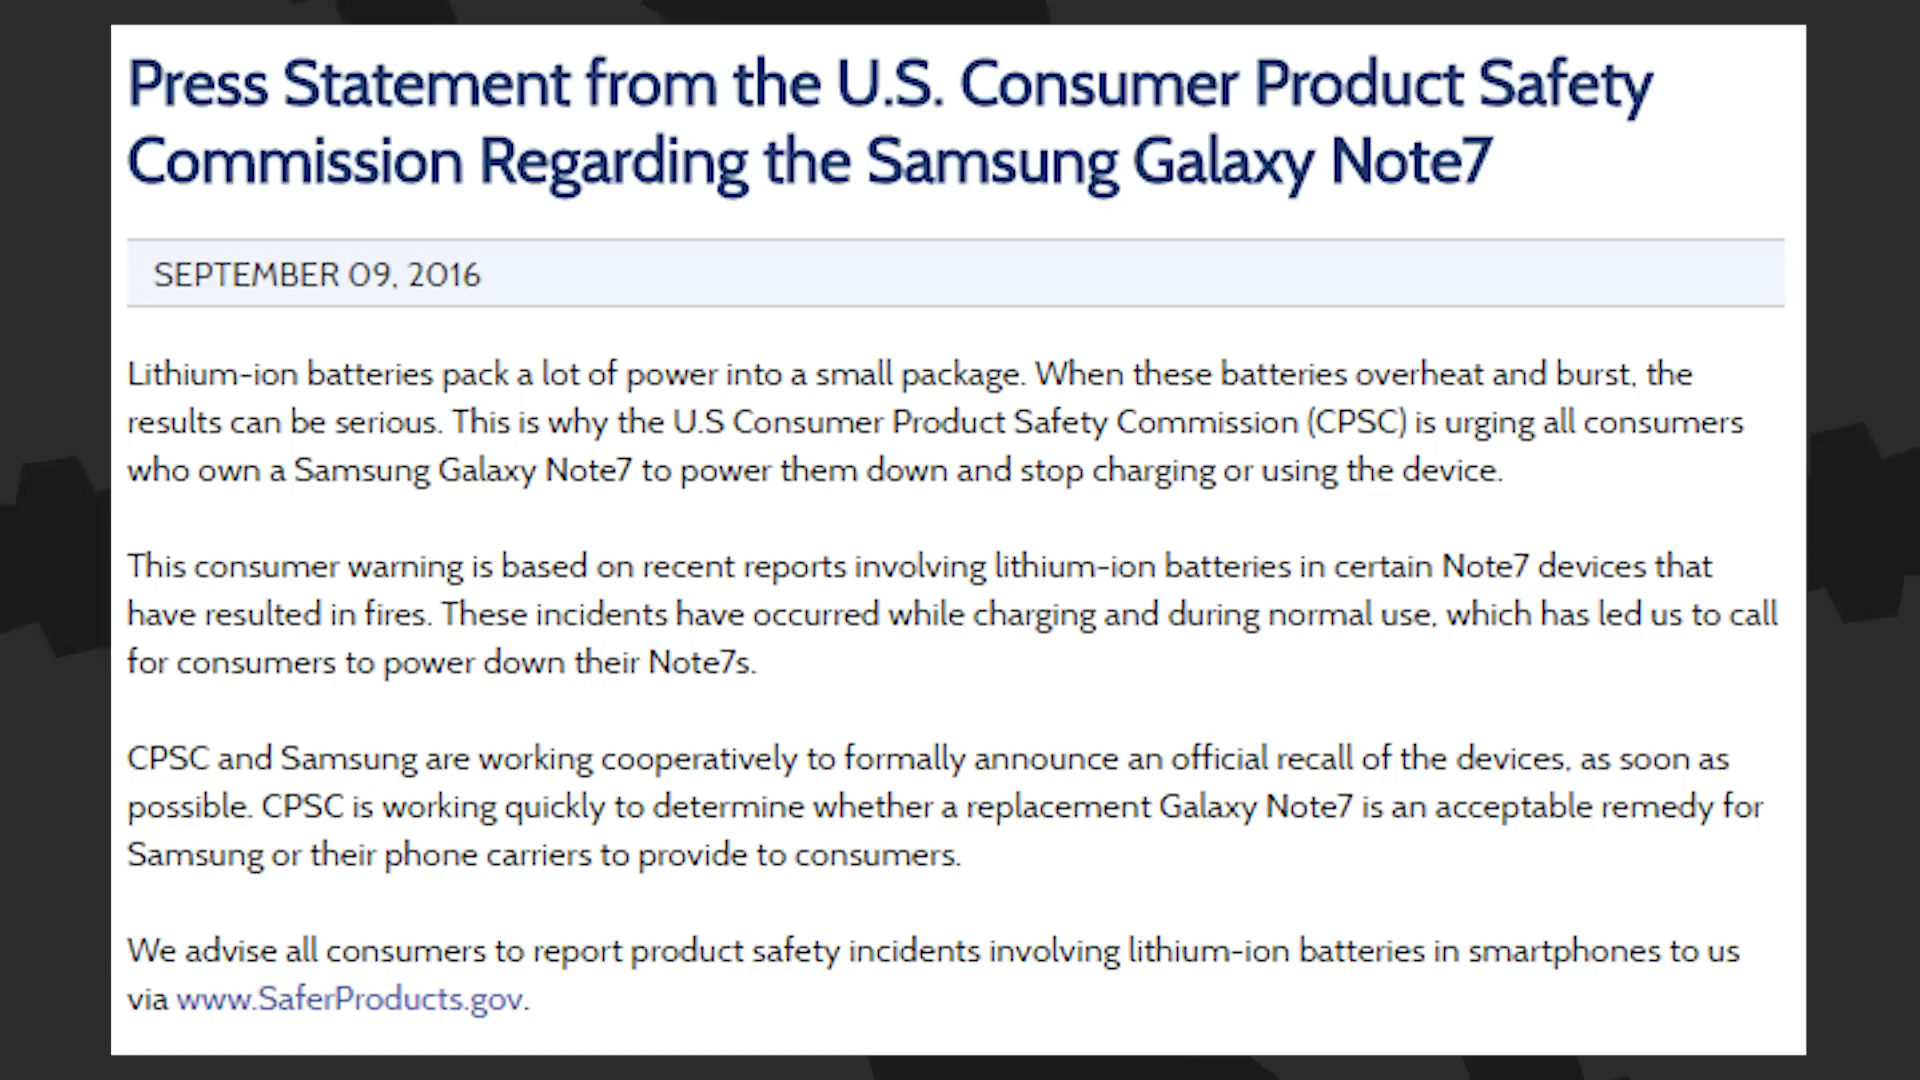 Press Statement from the U.S. Consumer Product Safety
Commission Regarding the Samsung Galaxy Note7
SEPTEMBER 09, 2016
Lithium-ion batteries pack a lot of power into a small package. When these batteries overheat and burst, the
results can be serious. This is why the U.S Consumer Product Safety Commission (CPSC) is urging all consumers
who own a Samsung Galaxy Note7 to power them down and stop charging or using the device.
This consumer warning is based on recent reports involving lithium-ion batteries in certain Note7 devices that
have resulted in fires. These incidents have occurred while charging and during normal use, which has led us to call
for consumers to power down their Note7s.
CPSC and Samsung are working cooperatively to formally announce an official recall of the devices, as soon as
possible. CPSC is working quickly to determine whether a replacement Galaxy Note7 is an acceptable remedy for
Samsung or their phone carriers to provide to consumers.
We advise all consumers to report product safety incidents involving lithium-ion batteries in smartphones to us
via www.SaferProducts.gov.